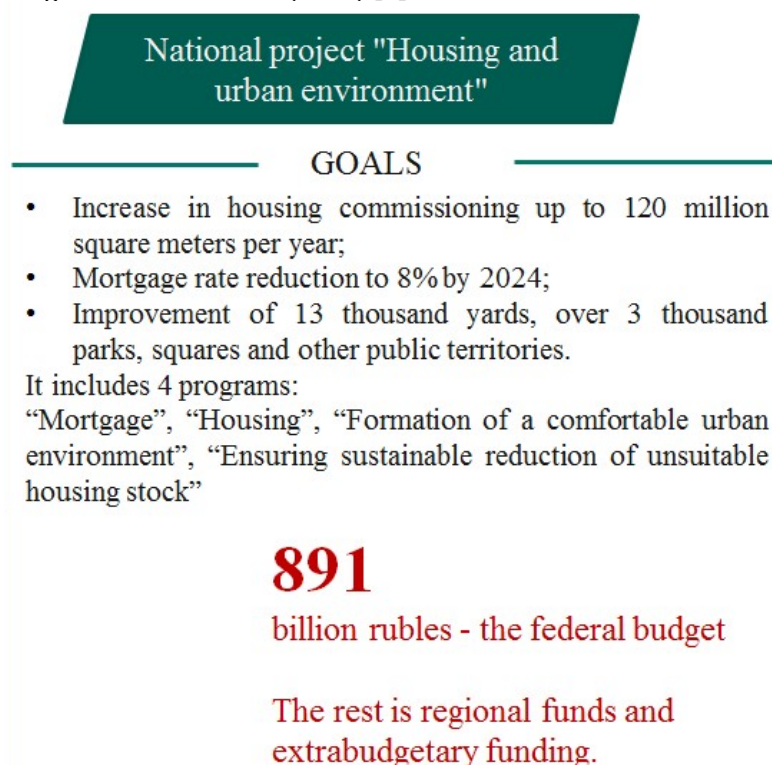 National project "Housing and
urban environment"
GOALS
• Increase in housing commissioning up to 120 million
square meters per year;
• Mortgage rate reduction to 8% by 2024;
• Improvement of 13 thousand yards, over 3 thousand
parks, squares and other public territories.
It includes 4 programs:
“Mortgage”, “Housing”, “Formation of a comfortable urban
environment”, “Ensuring sustainable reduction of unsuitable
housing stock”
891
billion rubles - the federal budget
The rest is regional funds and
extrabudgetary funding.